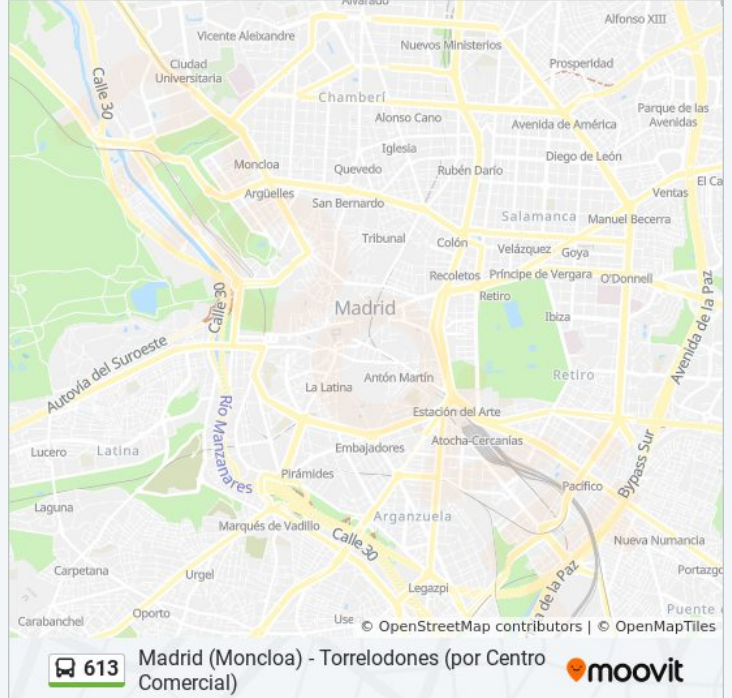 Alvarado
Alfonso XIII
Vicente Aleixandre
Nuevos Ministerios
Ciudad
Universitaria
Prosperidad
Calle 30
Chamberí
Parque de las
Avenidas
Alonso Cano
Avenida de América
Iglesia
Diego de León
Moncloa
Quevedo
Rubén Darío
El Ca
Argüelles
Ventas
San Bernardo
Salamanca
Manuel Becerra
Tribunal
Colón
Velázquez
Goya
Recoletos
Príncipe de Vergara
O'Donnell
Retiro
Calle 30
Madrid
Ibiza
Avenida de la Paz
Autovía del Suroeste
Retiro
Antón Martín
La Latina
Estación del Arte
Atocha-Cercanías
Río Manzanares
Embajadores
Lucero
Latina
Bypass Sur
Pirámides
Pacífico
Laguna
Arganzuela
Marqués de Vadillo
Calle 30
Nueva Numancia
Carpetana
Urgel
Portazgo
a de la Paz
Legazpi
Oporto
Puente
Carabanchel
Use
© OpenStreetMap contributors | © OpenMapTiles
613
Madrid (Moncloa) - Torrelodones (por Centro
Comercial)
moovit